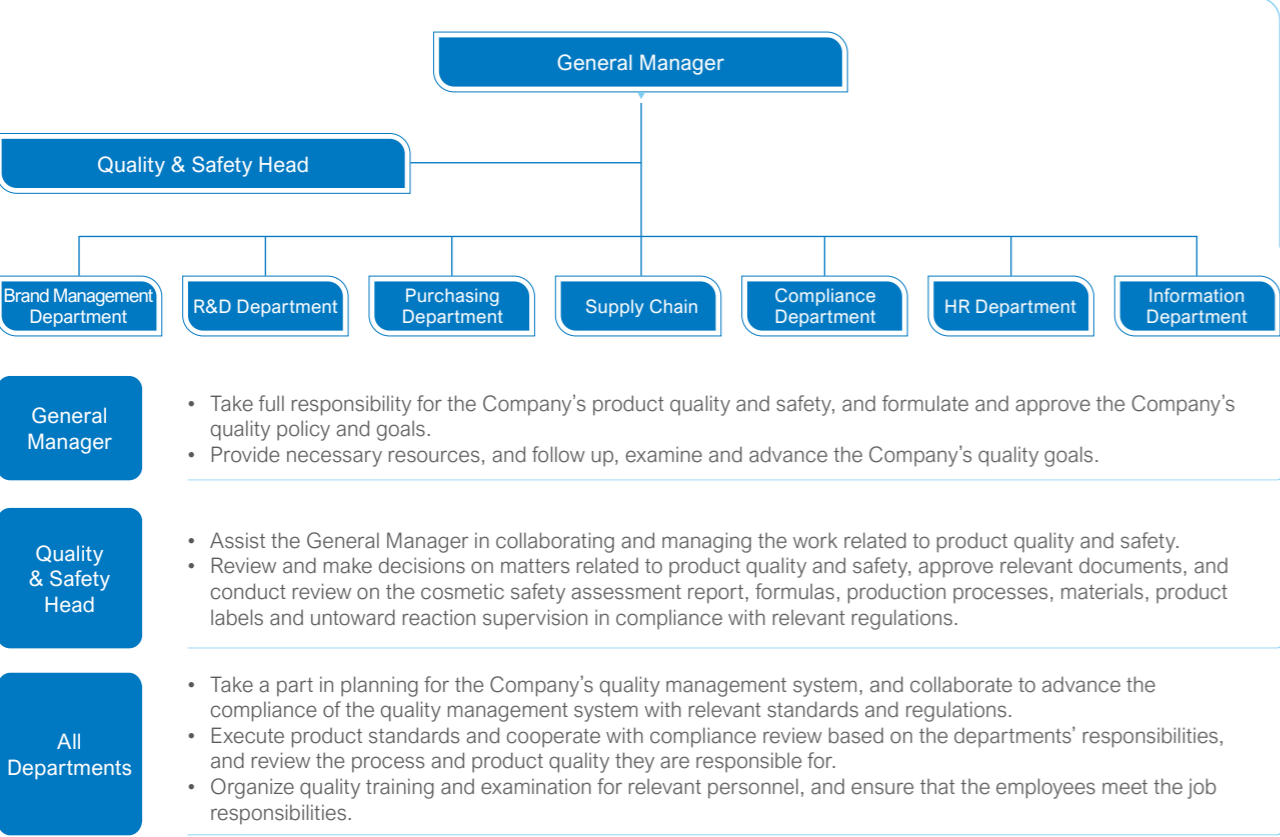 General Manager
Quality & Safety Head
Brand Management
Department
R&D Department
Purchasing
Department
Supply Chain
Compliance
Department
HR Department
Information
Department
General
Manager
• Take full responsibility for the Company's product quality and safety, and formulate and approve the Company's
quality policy and goals.
• Provide necessary resources, and follow up, examine and advance the Company's quality goals.
Quality
& Safety
Head
• Assist the General Manager in collaborating and managing the work related to product quality and safety.
• Review and make decisions on matters related to product quality and safety, approve relevant documents, and
conduct review on the cosmetic safety assessment report, formulas, production processes, materials, product
labels and untoward reaction supervision in compliance with relevant regulations.
All
Departments
• Take a part in planning for the Company's quality management system, and collaborate to advance the
compliance of the quality management system with relevant standards and regulations.
• Execute product standards and cooperate with compliance review based on the departments' responsibilities,
and review the process and product quality they are responsible for.
• Organize quality training and examination for relevant personnel, and ensure that the employees meet the job
responsibilities.